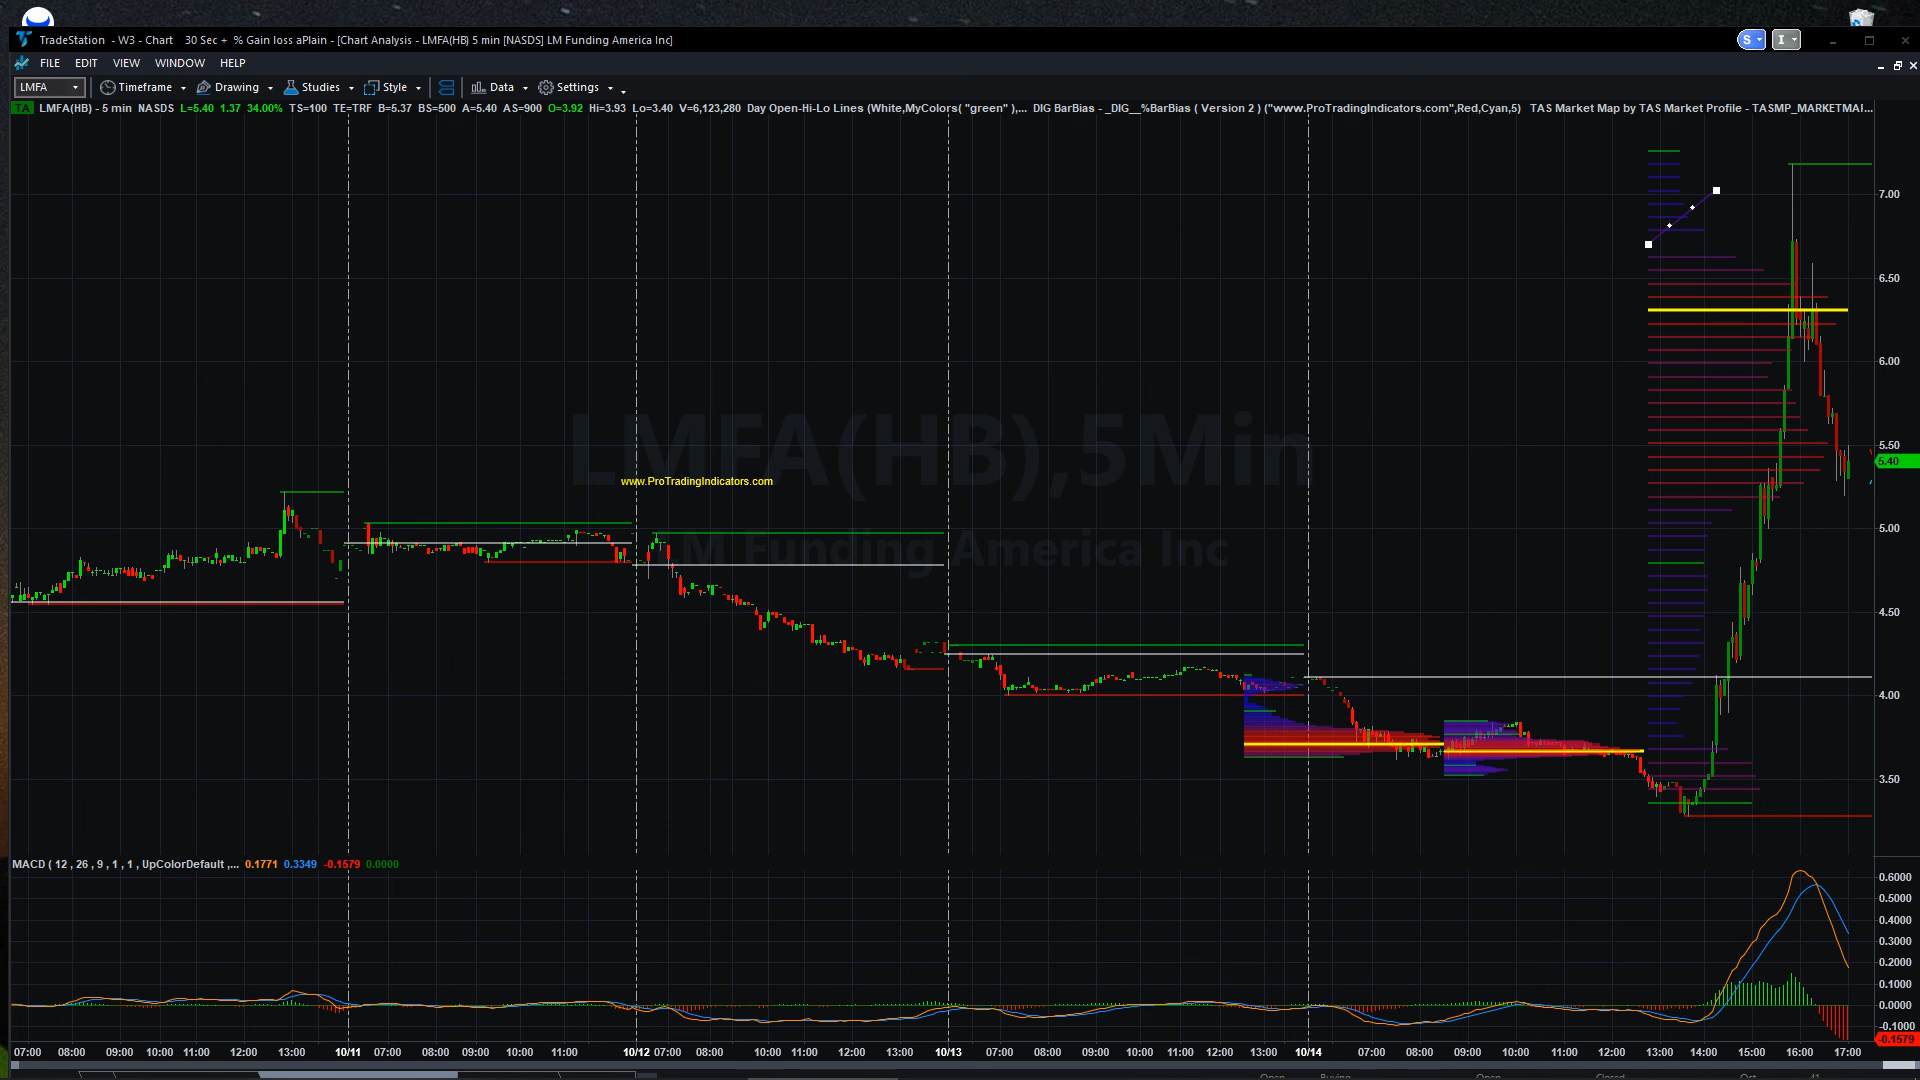 TradeStation - W3 - Chart 30 Sec + % Gain loss aPlain - [Chart Analysis - LMFA(HB) 5 min [NASDS] LM Funding America Inc]
S I
FILE EDIT VIEW WINDOW HELP
LMFA Timeframe Drawing Studies Style Data Settings
TA LMFA(HB) - 5 min NASDS L=5.40 1.37 34.00% TS=100 TE=TRF B=5.37 BS=500 A=5.40 AS=900 O=3.92 Hi=3.93 Lo=3.40 V=6,123,280 Day Open-Hi-Lo Lines (White,MyColors( "green" ),... DIG BarBias - _DIG__%BarBias ( Version 2 ) ("www.ProTradingIndicators.com",Red,Cyan,5) TAS Market Map by TAS Market Profile - TASMP_MARKETMAI...
7.00
6.50
6.00
LMFA(HB),5Min
5.50
5.40
www.ProTradingIndicators.com
5.00
LM Funding America Inc
4.50
4.00
3.50
MACD ( 12 , 26 , 9 , 1 , 1 , UpColorDefault ,... 0.1771 0.3349 -0.1579 0.0000
0.6000
0.5000
0.4000
0.3000
0.2000
0.1000
0.0000
-0.1000
-0.1579
07:00 08:00 09:00 10:00 11:00 12:00 13:00 10/11 07:00 08:00 09:00 10:00 11:00 10/12 07:00 08:00 10:00 11:00 12:00 13:00 10/13 07:00 08:00 09:00 10:00 11:00 12:00 13:00 10/14 07:00 08:00 09:00 10:00 11:00 12:00 13:00 14:00 15:00 16:00 17:00